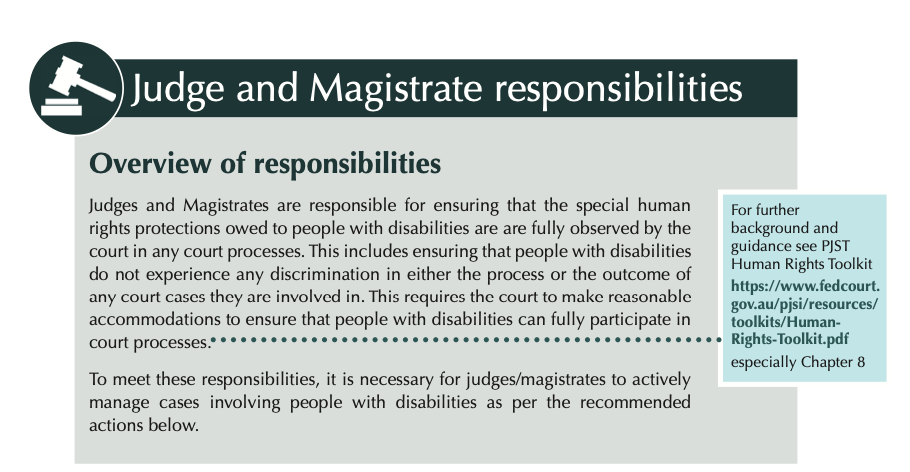 Judge and Magistrate responsibilities
Overview of responsibilities
Judges and Magistrates are responsible for ensuring that the special human
rights protections owed to people with disabilities are are fully observed by the
court in any court processes. This includes ensuring that people with disabilities
do not experience any discrimination in either the process or the outcome of
any court cases they are involved in. This requires the court to make reasonable
accommodations to ensure that people with disabilities can fully participate in
court processes.
For further
background and
guidance see PJST
Human Rights Toolkit
https://www.fedcourt.
gov.au/pjsi/resources/
toolkits/Human-
Rights-Toolkit.pdf
especially Chapter 8
To meet these responsibilities, it is necessary for judges/magistrates to actively
manage cases involving people with disabilities as per the recommended
actions below.